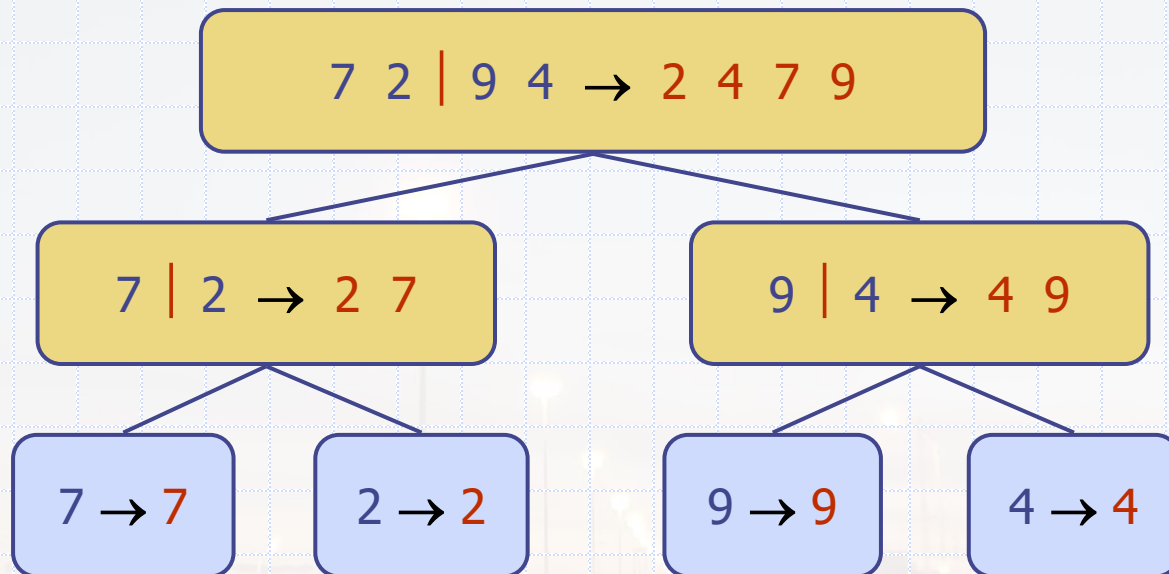 7 2 | 9 4 → 2 4 7 9
7 | 2 → 2 7
9 | 4 → 4 9
7 → 7
2 → 2
9 → 9
4 → 4